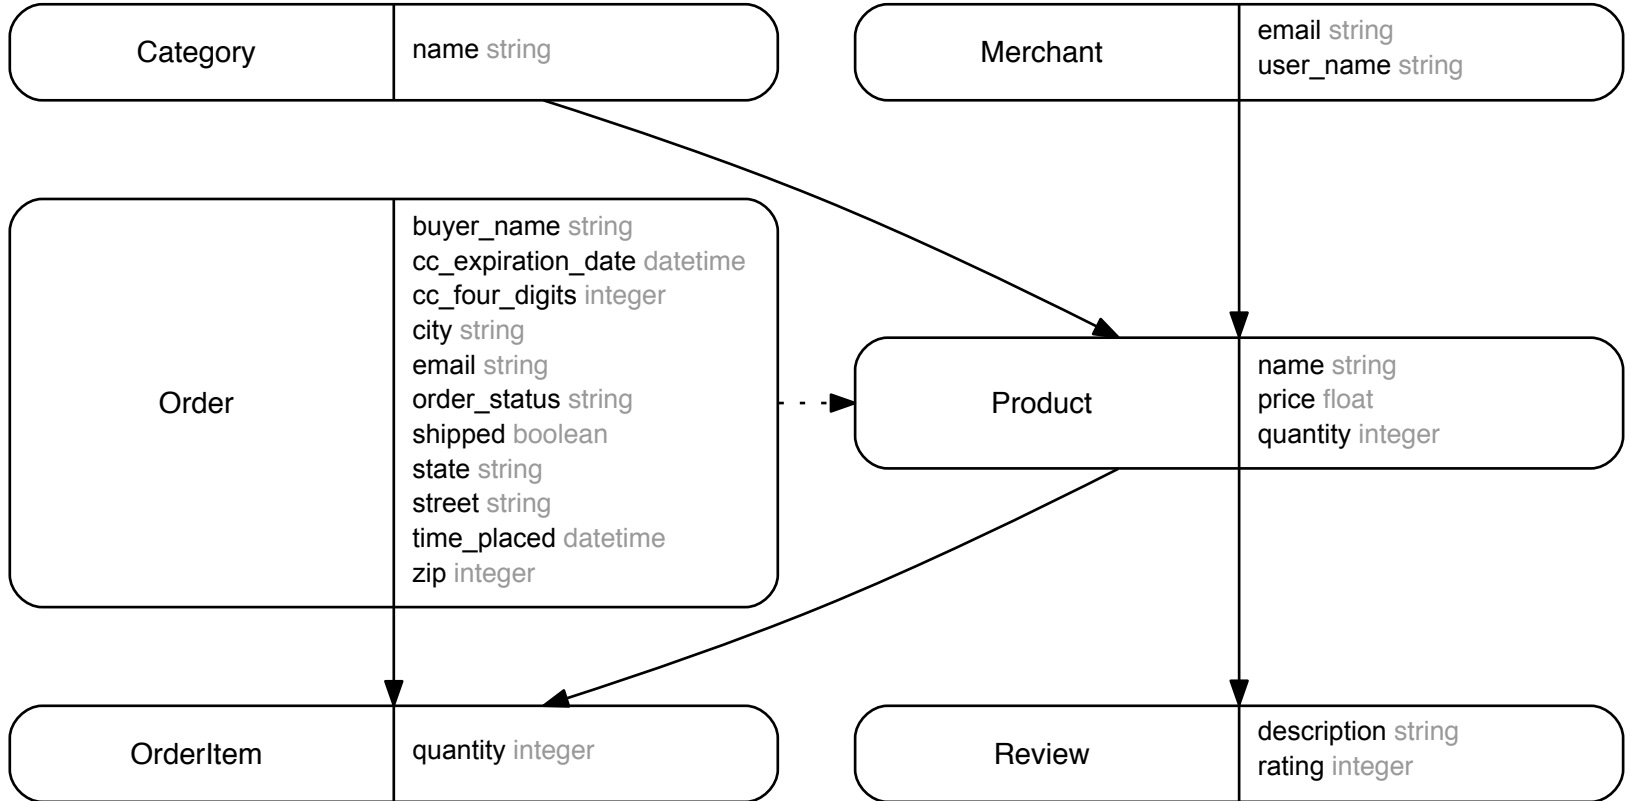 Category
name string
Merchant
email string
user_name string
Order
buyer_name string
cc_expiration_date datetime
cc_four_digits integer
city string
email string
order_status string
shipped boolean
state string
street string
time_placed datetime
zip integer
Product
name string
price float
quantity integer
OrderItem
quantity integer
Review
description string
rating integer